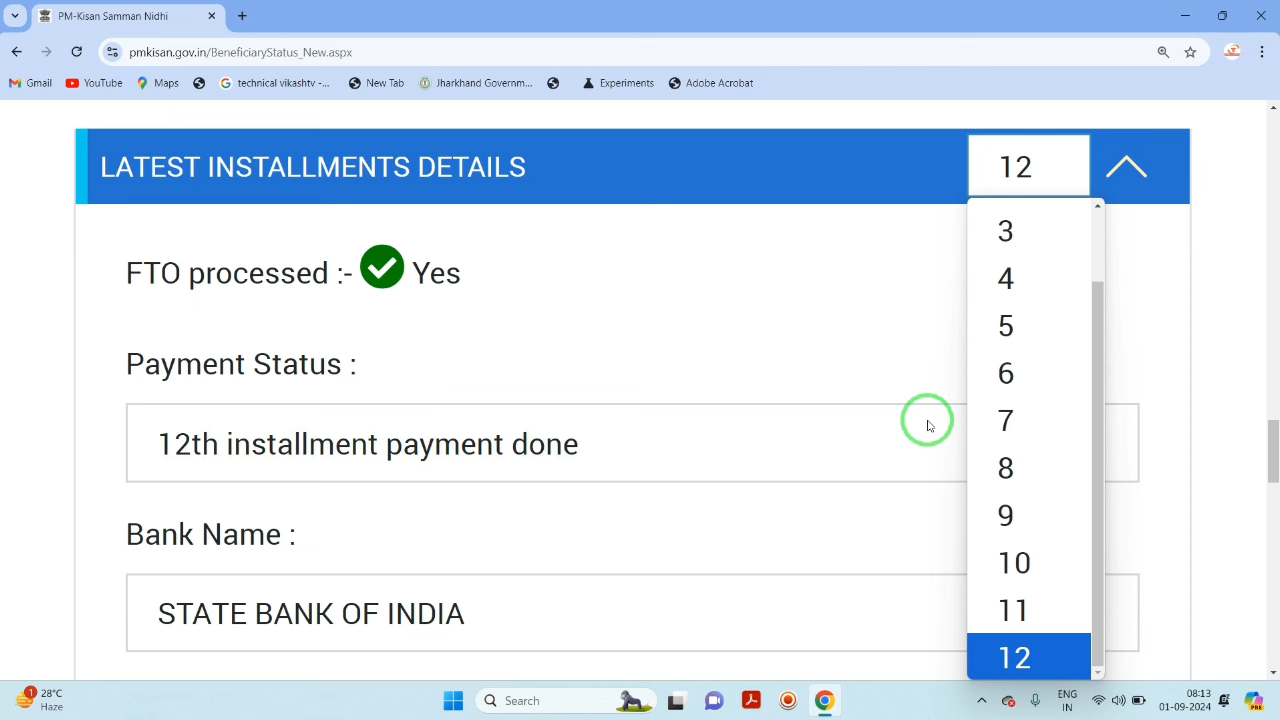 PM-Kisan Samman Nidhi
pmkisan.gov.in/BeneficiaryStatus_New.aspx
Gmail YouTube Maps technical vikashtv -... New Tab Jharkhand Governm... Experiments Adobe Acrobat
LATEST INSTALLMENTS DETAILS 12
3
FTO processed :- Yes
4
5
Payment Status :
6
7
12th installment payment done
8
9
Bank Name :
10
STATE BANK OF INDIA
11
12
1 28°C
Haze
Search
ENG
IN
08:13
01-09-2024
PRE